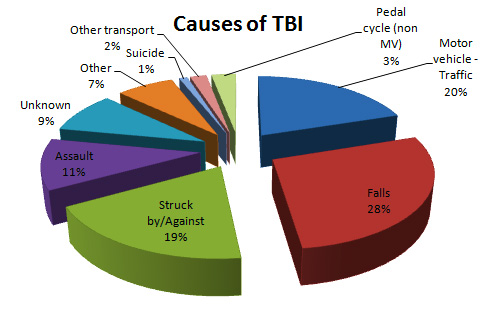 Causes of TBI
Pedal
cycle (non
MV)
3%
Motor
vehicle -
Traffic
20%
Falls
28%
Struck
by/Against
19%
Assault
11%
Unknown
9%
Other
7%
Suicide
1%
Other transport
2%